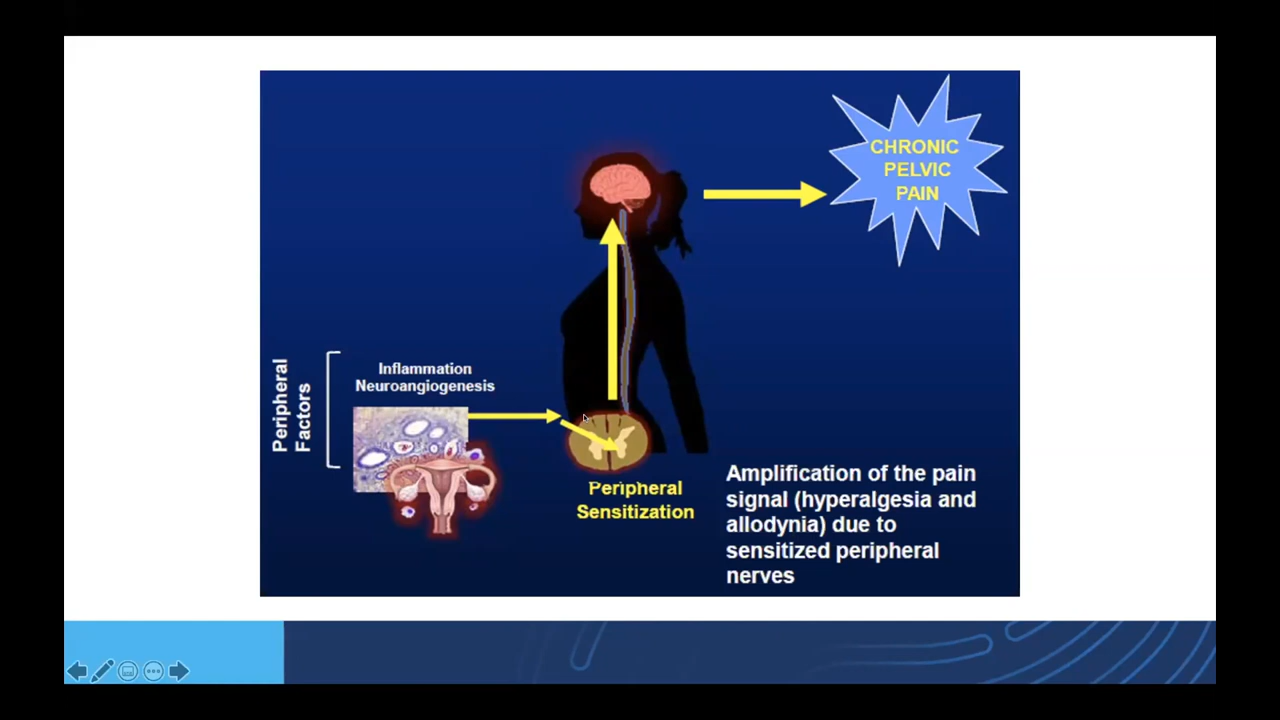 CHRONIC
PELVIC
PAIN
Peripheral
Factors
Inflammation
Neuroangiogenesis
Peripheral
Sensitization
Amplification of the pain
signal (hyperalgesia and
allodynia) due to
sensitized peripheral
nerves